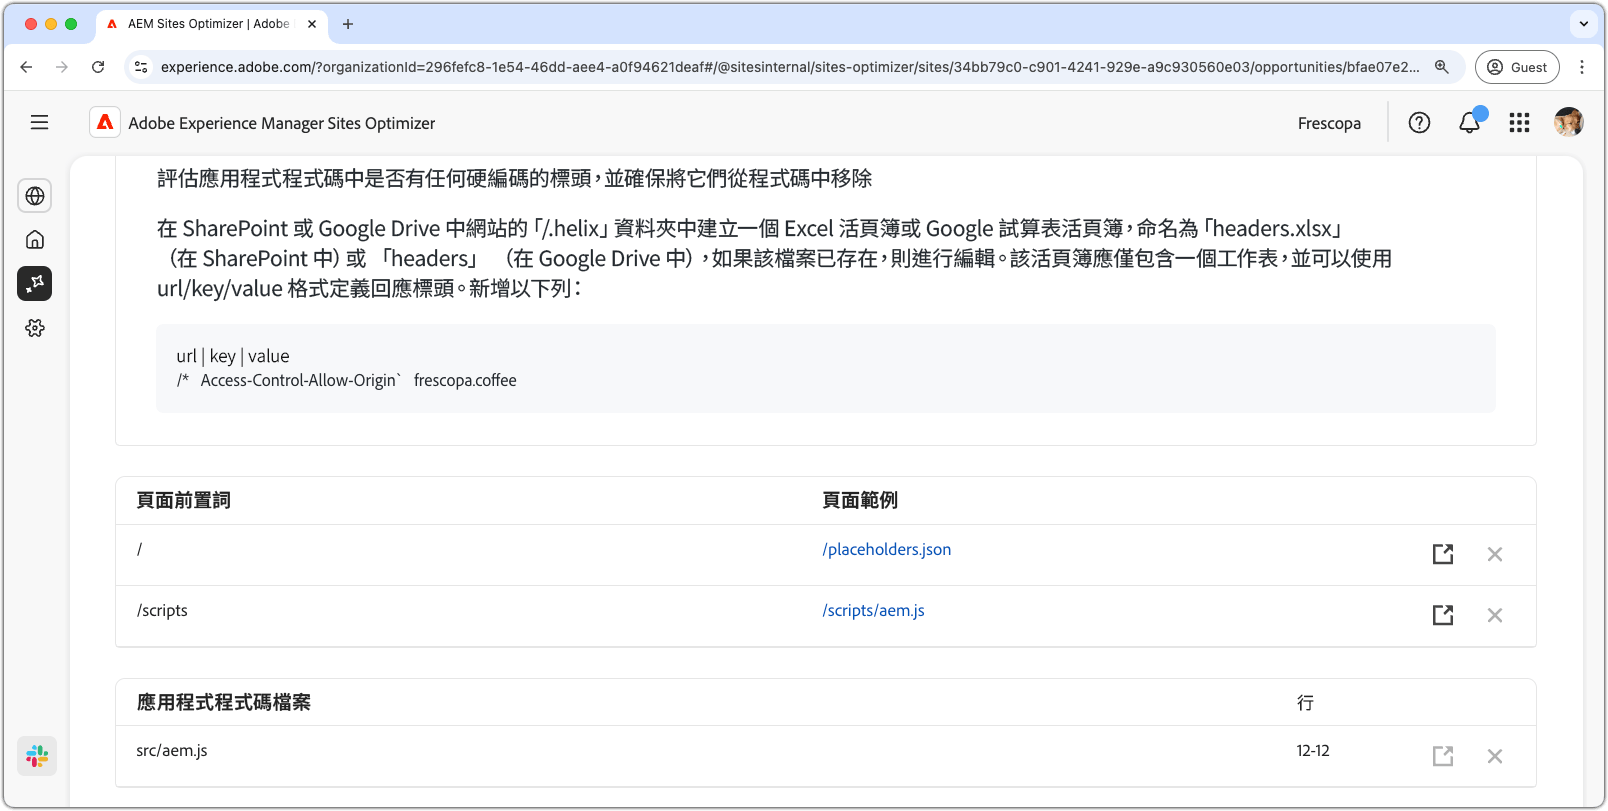 AEM Sites Optimizer | Adobe
experience.adobe.com/?organizationId=296fefc8-1e54-46dd-aee4-a0f94621deaf#/@sitesinternal/sites-optimizer/sites/34bb79c0-c901-4241-929e-a9c930560e03/opportunities/bfae07e2...
Guest
Adobe Experience Manager Sites Optimizer
Frescopa
評估應用程式程式碼中是否有任何硬編碼的標頭，並確保將它們從程式碼中移除
在 SharePoint 或 Google Drive 中網站的「/.helix」資料夾中建立一個 Excel 活頁簿或 Google 試算表活頁簿，命名為「headers.xlsx」
（在 SharePoint 中）或 「headers」 （在 Google Drive 中），如果該檔案已存在，則進行編輯。該活頁簿應僅包含一個工作表，並可以使用
url/key/value 格式定義回應標頭。新增以下列：
url | key | value
/* Access-Control-Allow-Origin` frescopa.coffee
頁面前置詞 頁面範例
/ /placeholders.json
/scripts /scripts/aem.js
應用程式程式碼檔案 行
src/aem.js 12-12